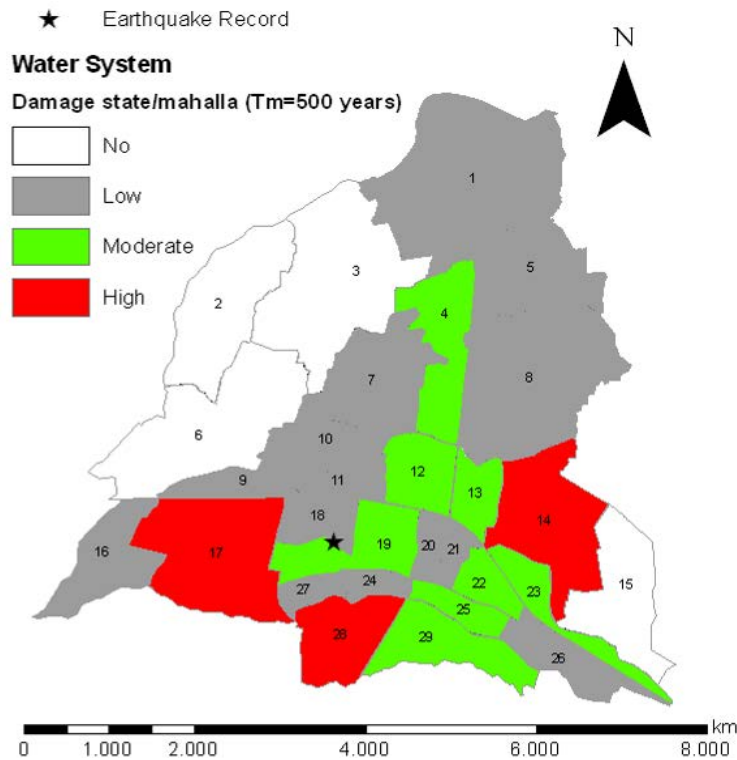 Earthquake Record
N
Water System
Damage state/mahalla (Tm=500 years)
No
Low
Moderate
High
1
5
3
2
4
8
7
6
10
12
9
11
13
18
14
16
17
19
20
21
15
24
22
27
23
25
28
29
26
km
0 1.000 2.000 4.000 6.000 8.000